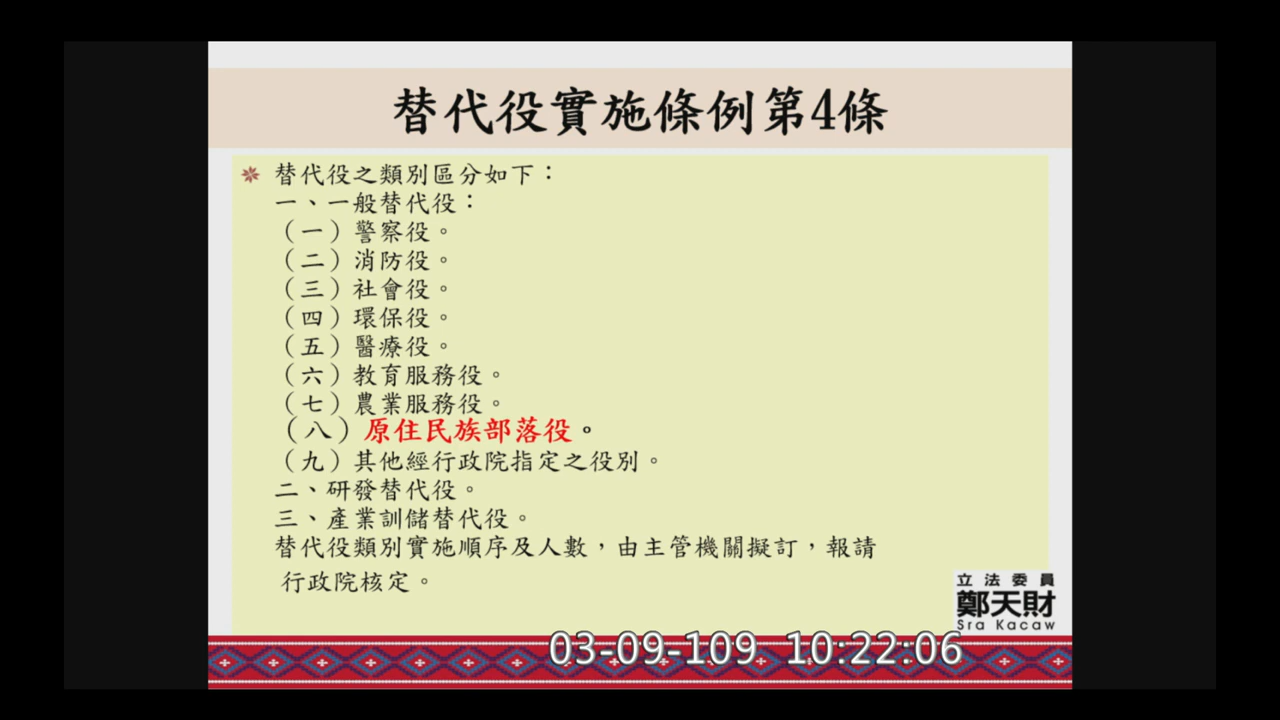 替代役實施條例第4條
替代役之類別區分如下：
一、一般替代役：
（一）警察役。
（二）消防役。
（三）社會役。
（四）環保役。
（五）醫療役。
（六）教育服務役。
（七）農業服務役。
（八）原住民族部落役。
（九）其他經行政院指定之役別。
二、研發替代役。
三、產業訓儲替代役。
替代役類別實施順序及人數，由主管機關擬訂，報請
行政院核定。
立法委員
鄭天財
Sra Kacaw
03-09-109 10:22:06